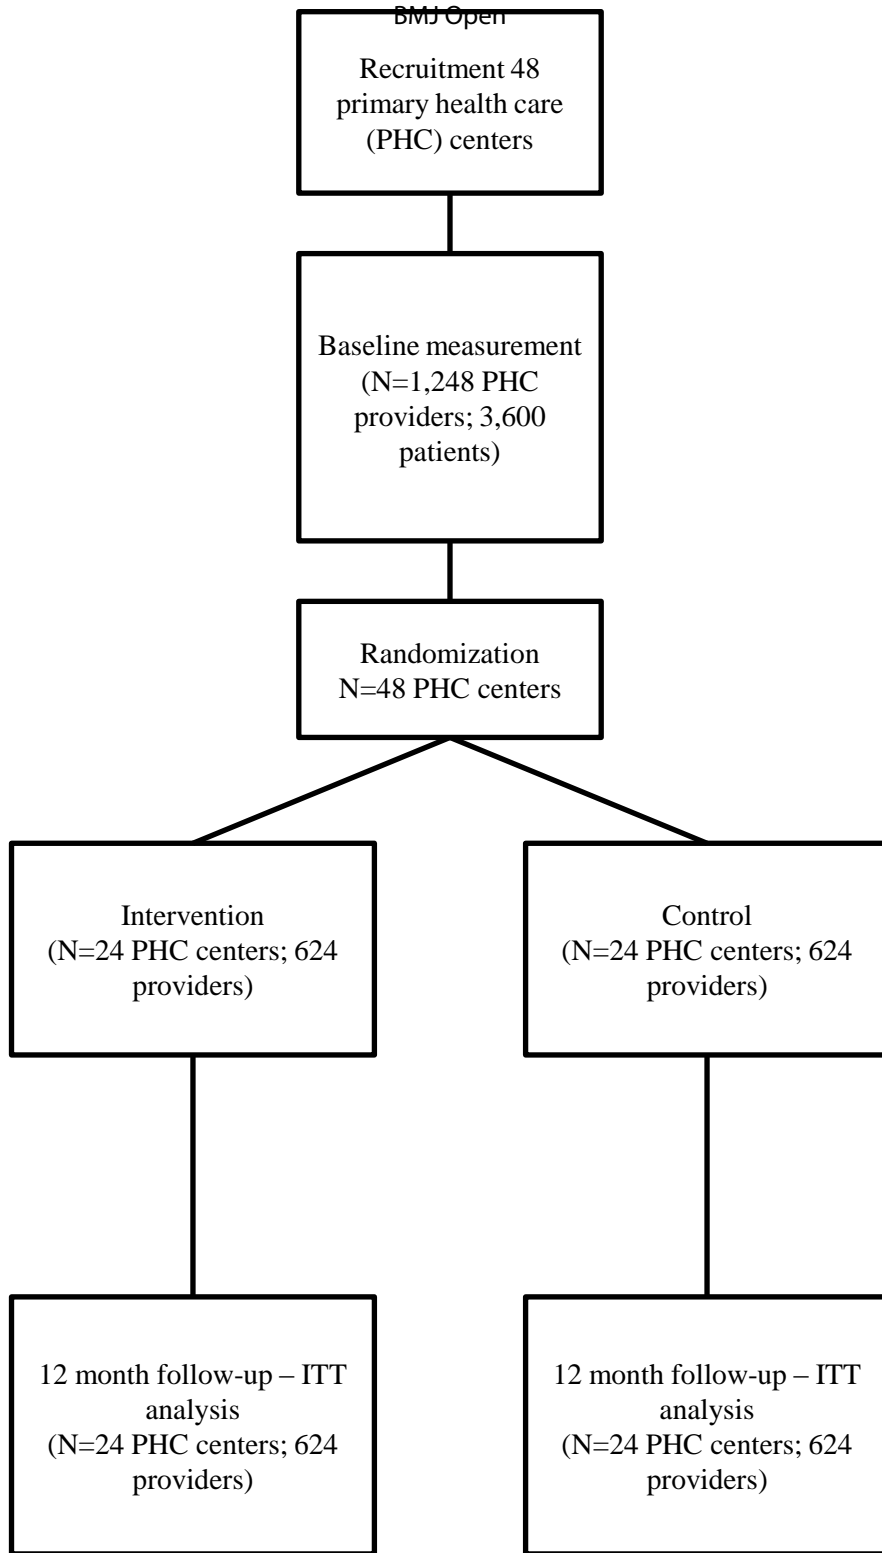 BMJ Open
Recruitment 48
primary health care
(PHC) centers
Baseline measurement
(N=1,248 PHC
providers; 3,600
patients)
Randomization
N=48 PHC centers
Intervention
(N=24 PHC centers; 624
providers)
Control
(N=24 PHC centers; 624
providers)
12 month follow-up – ITT
analysis
(N=24 PHC centers; 624
providers)
12 month follow-up – ITT
analysis
(N=24 PHC centers; 624
providers)